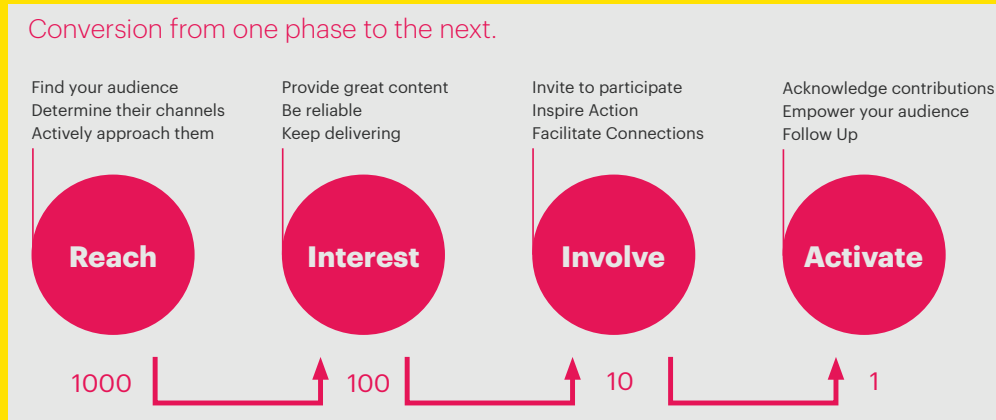 Conversion from one phase to the next.
Find your audience
Determine their channels
Actively approach them
Provide great content
Be reliable
Keep delivering
Invite to participate
Inspire Action
Facilitate Connections
Acknowledge contributions
Empower your audience
Follow Up
Reach
Interest
Involve
Activate
1000
100
10
1